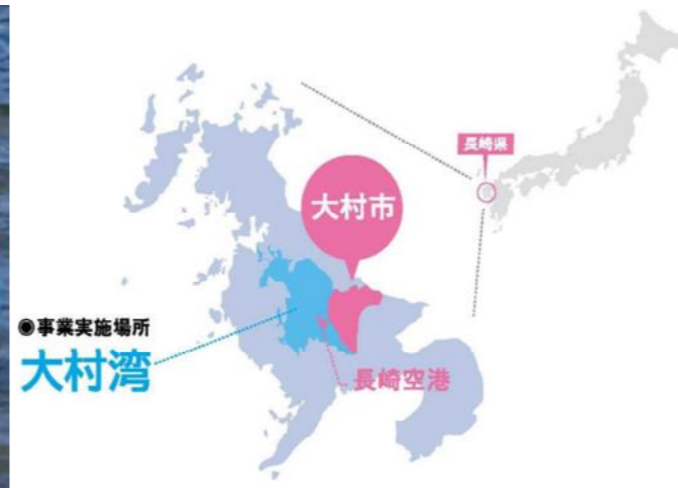 長崎県
大村市
◉事業実施場所
大村湾
長崎空港